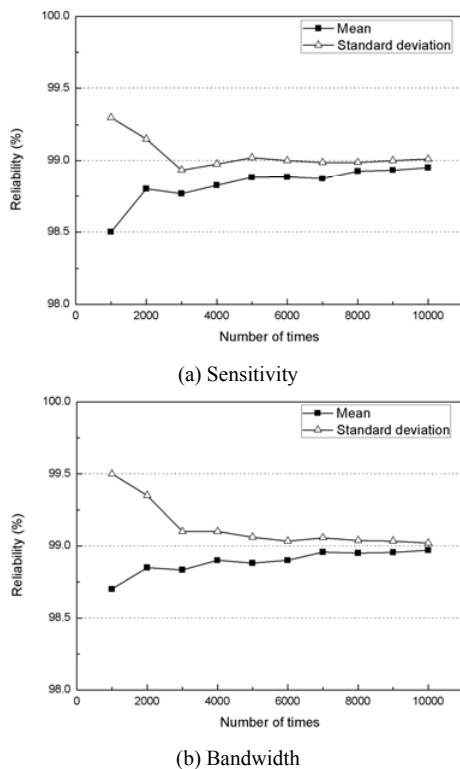 100.0
Mean
Standard deviation
99.5
99.0
98.5
98.0
Reliability (%)
0 2000 4000 6000 8000 10000
Number of times
(a) Sensitivity
100.0
Mean
Standard deviation
99.5
99.0
98.5
98.0
Reliability (%)
0 2000 4000 6000 8000 10000
Number of times
(b) Bandwidth